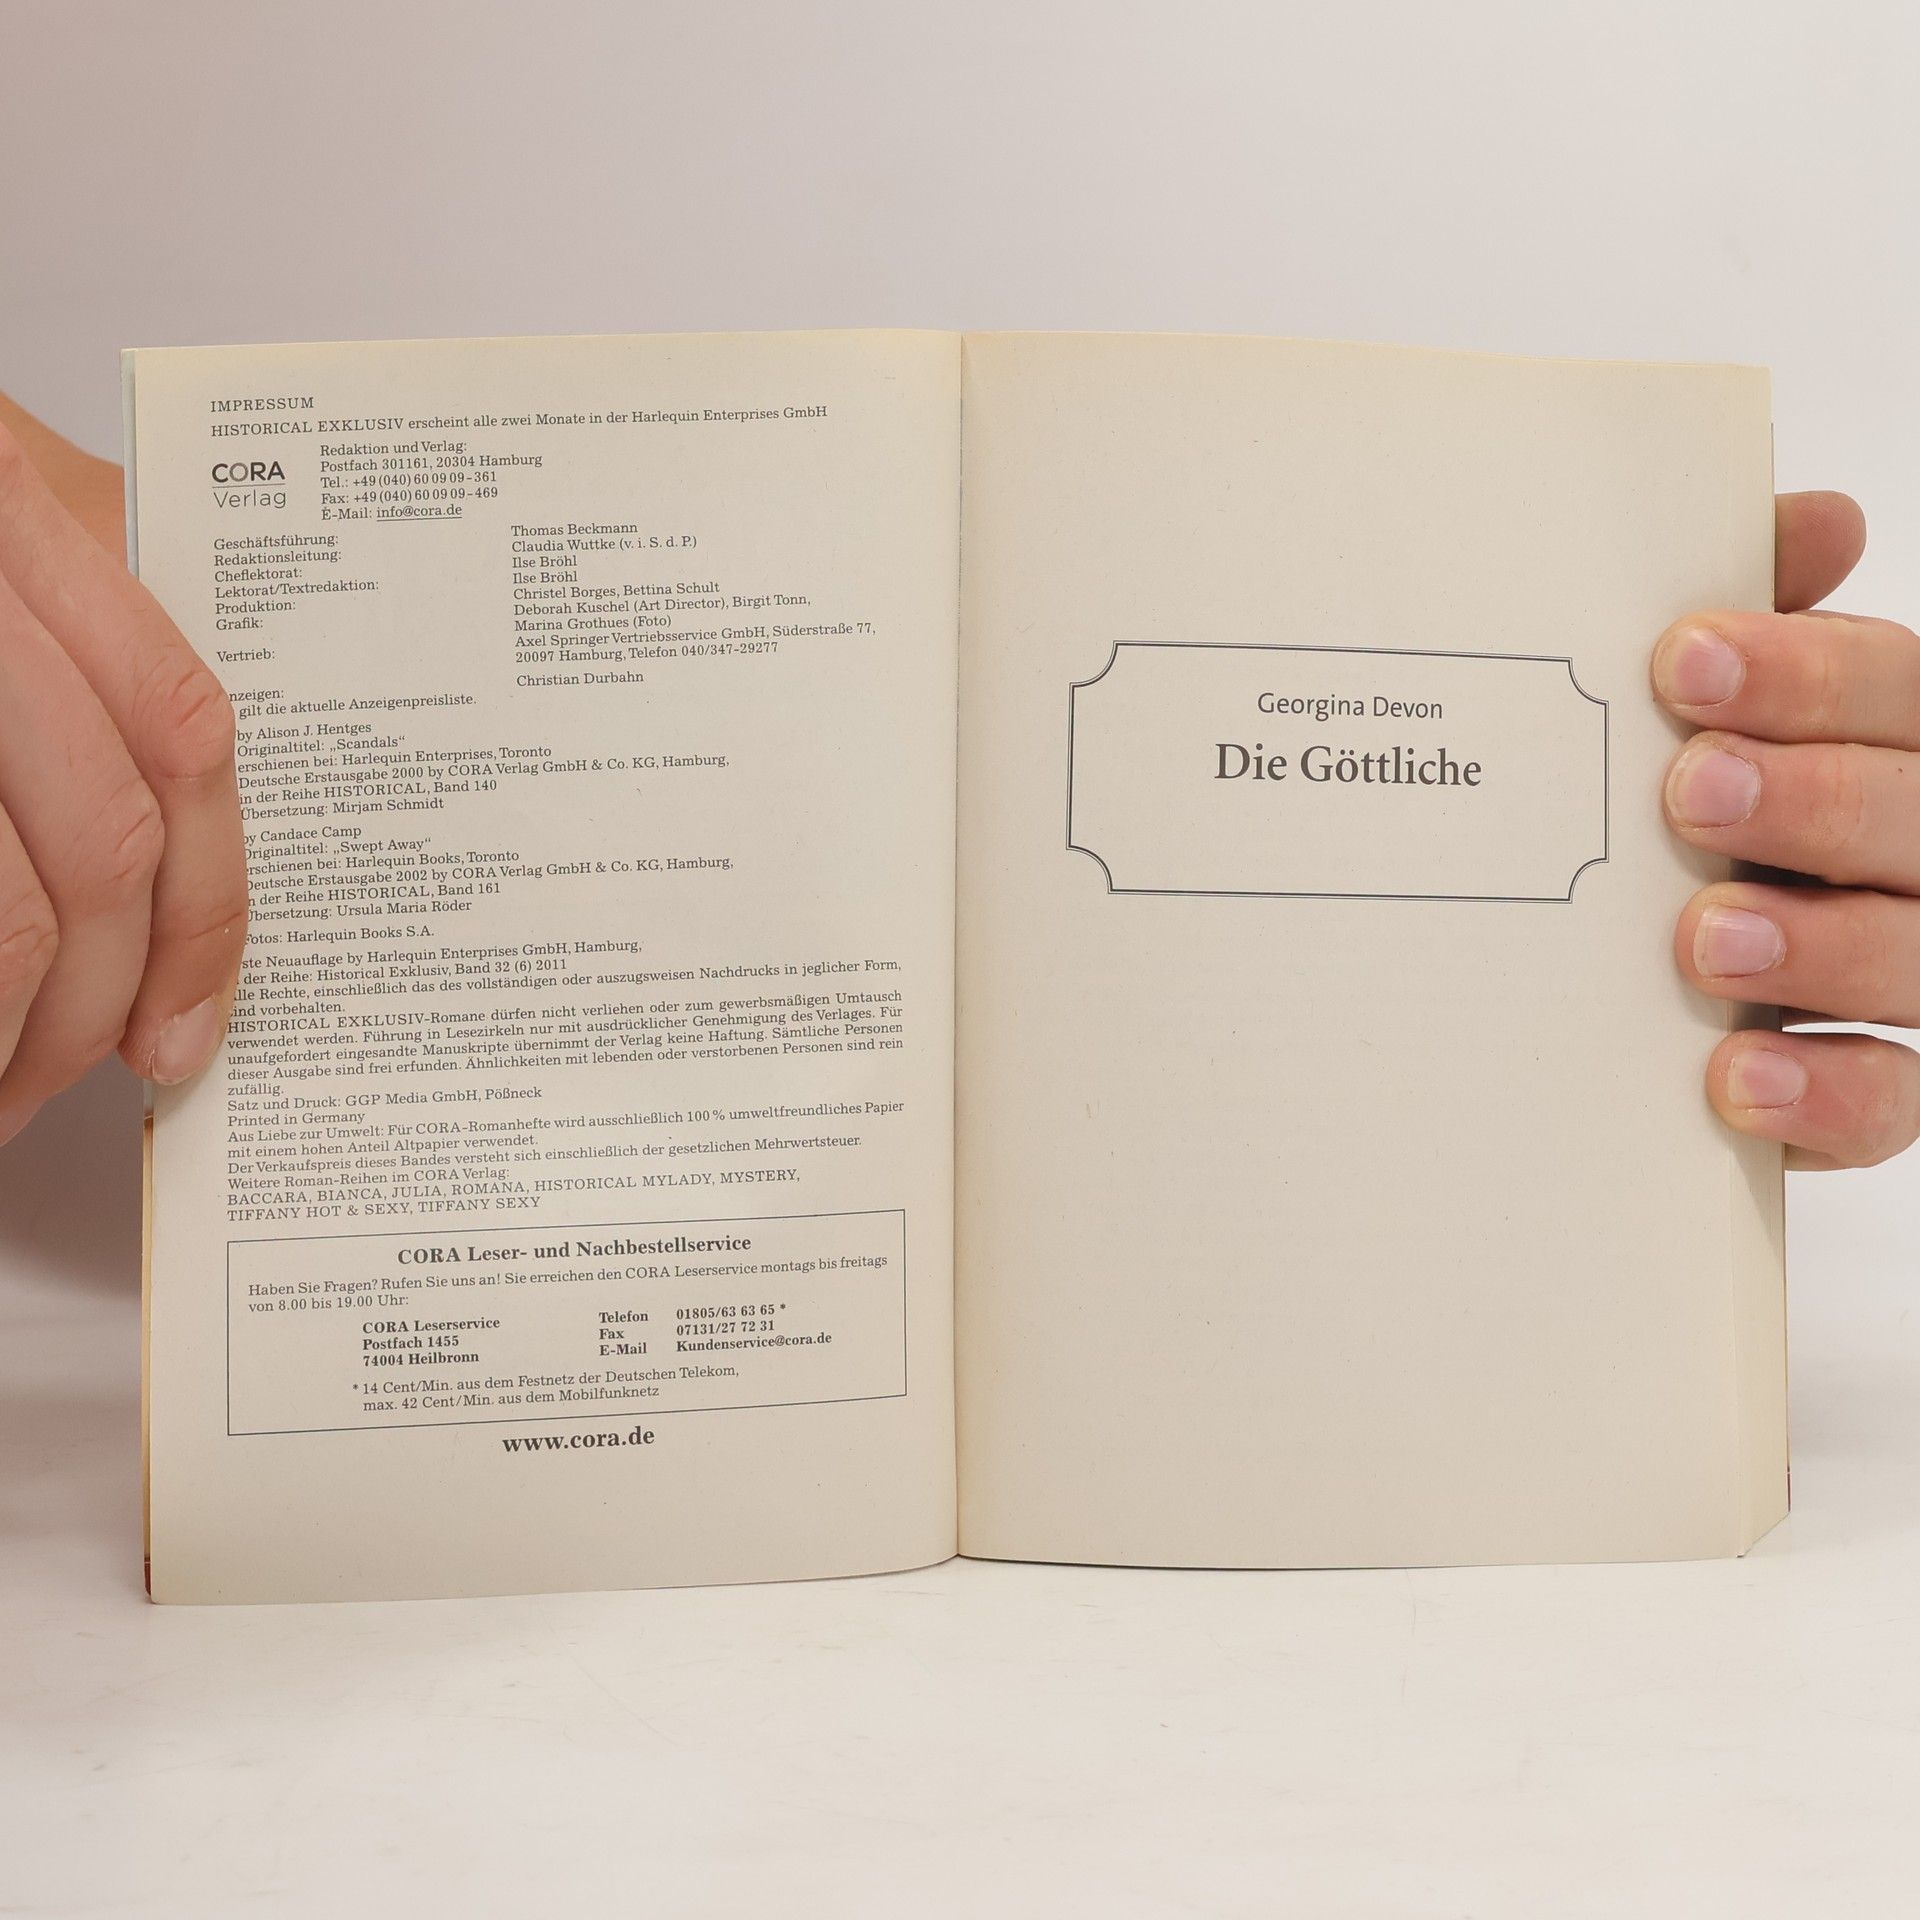 IMPRESSUM
HISTORICAL EXKLUSIV erscheint alle zwei Monate in der Harlequin Enterprises GmbH
CORA
Verlag
Redaktion und Verlag:
Postfach 301161, 20304 Hamburg
Tel.: +49 (040) 60 09 09-361
Fax: +49 (040) 60 09 09-469
E-Mail: info@cora.de
Geschäftsführung: Thomas Beckmann
Redaktionsleitung: Claudia Wuttke (v. i. S. d. P.)
Cheflektorat: Ilse Bröhl
Lektorat/Textredaktion: Ilse Bröhl
Produktion: Christel Borges, Bettina Schult
Grafik: Deborah Kuschel (Art Director), Birgit Tonn,
Marina Grothues (Foto)
Vertrieb: Axel Springer Vertriebsservice GmbH, Süderstraße 77,
20097 Hamburg, Telefon 040/347-29277
nzeigen: Christian Durbahn
gilt die aktuelle Anzeigenpreisliste.
by Alison J. Hentges
Originaltitel: „Scandals“
erschienen bei: Harlequin Enterprises, Toronto
Deutsche Erstausgabe 2000 by CORA Verlag GmbH & Co. KG, Hamburg,
in der Reihe HISTORICAL, Band 140
Übersetzung: Mirjam Schmidt
by Candace Camp
Originaltitel: „Swept Away“
erschienen bei: Harlequin Books, Toronto
Deutsche Erstausgabe 2002 by CORA Verlag GmbH & Co. KG, Hamburg,
n der Reihe HISTORICAL, Band 161
Übersetzung: Ursula Maria Röder
Fotos: Harlequin Books S.A.
ste Neuauflage by Harlequin Enterprises GmbH, Hamburg,
der Reihe: Historical Exklusiv, Band 32 (6) 2011
lle Rechte, einschließlich das des vollständigen oder auszugsweisen Nachdrucks in jeglicher Form,
sind vorbehalten.
HISTORICAL EXKLUSIV-Romane dürfen nicht verliehen oder zum gewerbsmäßigen Umtausch
verwendet werden. Führung in Lesezirkeln nur mit ausdrücklicher Genehmigung des Verlages. Für
unaufgefordert eingesandte Manuskripte übernimmt der Verlag keine Haftung. Sämtliche Personen
dieser Ausgabe sind frei erfunden. Ähnlichkeiten mit lebenden oder verstorbenen Personen sind rein
zufällig.
Satz und Druck: GGP Media GmbH, Pößneck
Printed in Germany
Aus Liebe zur Umwelt: Für CORA-Romanhefte wird ausschließlich 100 % umweltfreundliches Papier
mit einem hohen Anteil Altpapier verwendet.
Der Verkaufspreis dieses Bandes versteht sich einschließlich der gesetzlichen Mehrwertsteuer.
Weitere Roman-Reihen im CORA Verlag:
BACCARA, BIANCA, JULIA, ROMANA, HISTORICAL MYLADY, MYSTERY,
TIFFANY HOT & SEXY, TIFFANY SEXY
CORA Leser- und Nachbestellservice
Haben Sie Fragen? Rufen Sie uns an! Sie erreichen den CORA Leserservice montags bis freitags
von 8.00 bis 19.00 Uhr:
CORA Leserservice Telefon 01805/63 63 65 *
Postfach 1455 Fax 07131/27 72 31
74004 Heilbronn E-Mail Kundenservice@cora.de
* 14 Cent/Min. aus dem Festnetz der Deutschen Telekom,
max. 42 Cent/Min. aus dem Mobilfunknetz
www.cora.de
Georgina Devon
Die Göttliche